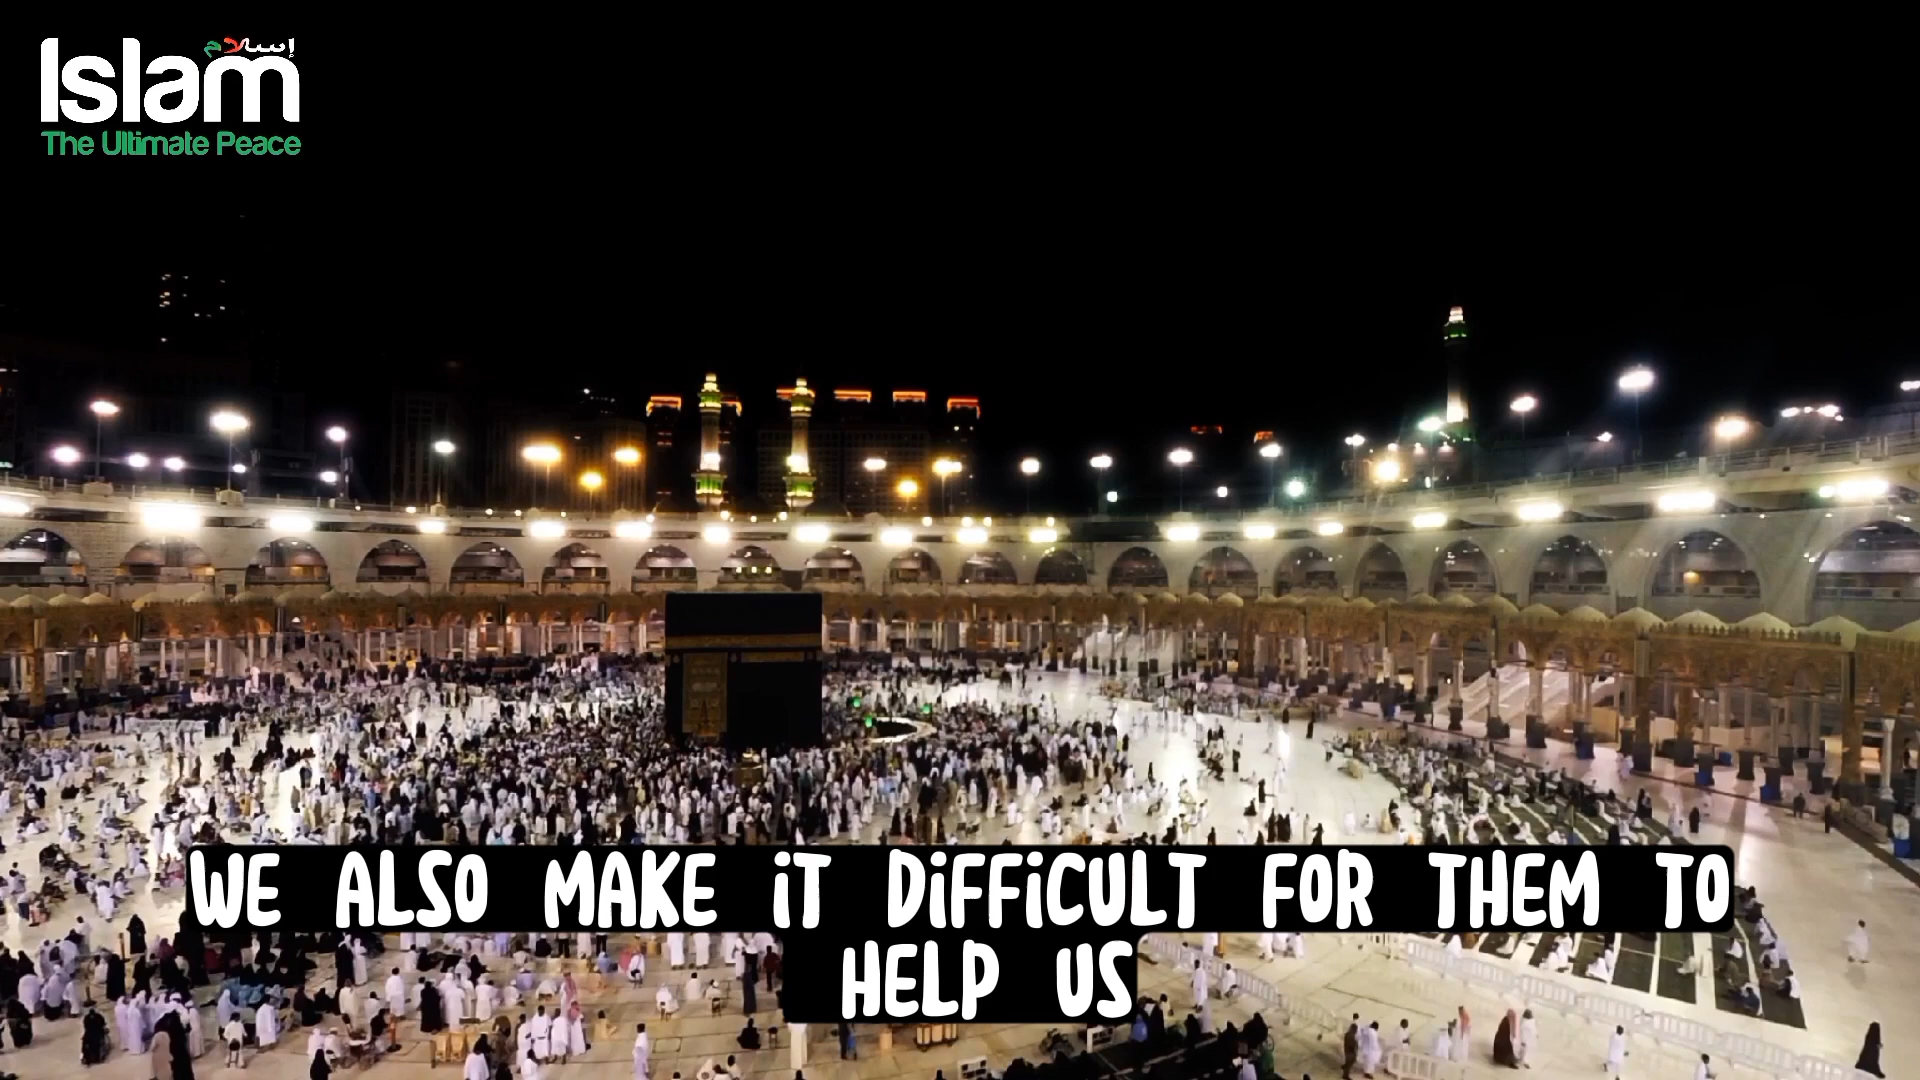 إسلام
Islam
The Ultimate Peace
WE ALSO MAKE IT DIFFICULT FOR THEM TO
HELP US